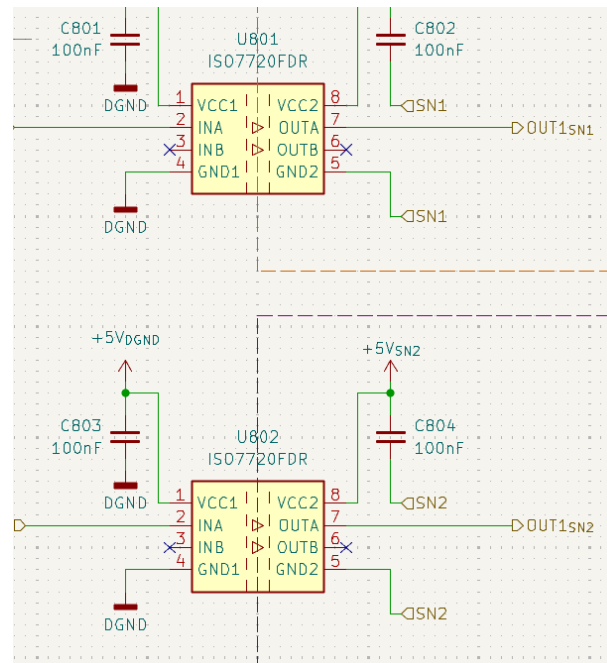 C801
100nF
DGND
U801
ISO7720FDR
C802
100nF
SN1
1 VCC1 VCC2 8
2 INA OUTA 7
3 INB OUTB 6
4 GND1 GND2 5
OUT1SN1
DGND
SN1
+5VDGND
+5VSN2
C803
100nF
DGND
U802
ISO7720FDR
C804
100nF
SN2
1 VCC1 VCC2 8
2 INA OUTA 7
3 INB OUTB 6
4 GND1 GND2 5
OUT1SN2
DGND
SN2